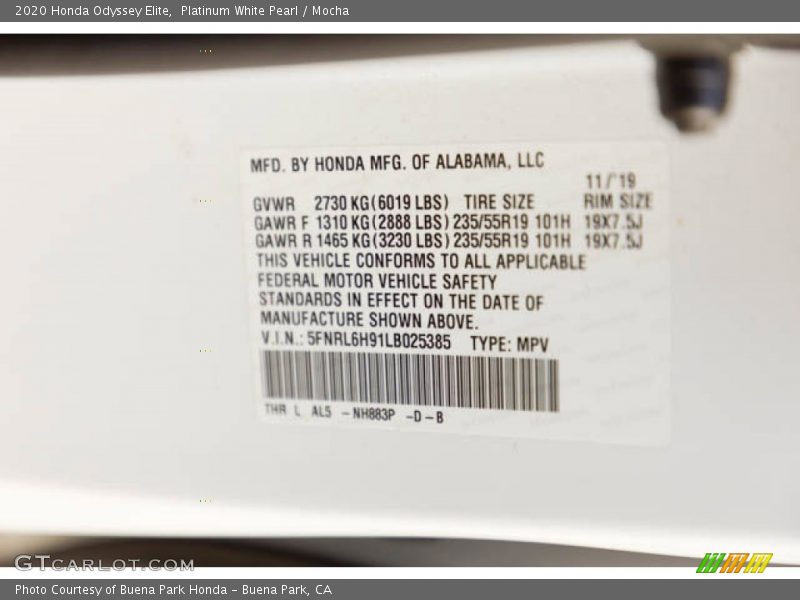 2020 Honda Odyssey Elite,  Platinum White Pearl / Mocha
MFD. BY HONDA MFG. OF ALABAMA, LLC
11/'19
GVWR 2730 KG (6019 LBS) TIRE SIZE RIM SIZE
GAWR F 1310 KG (2888 LBS) 235/55R19 101H 19X7.5J
GAWR R 1465 KG (3230 LBS) 235/55R19 101H 19X7.5J
THIS VEHICLE CONFORMS TO ALL APPLICABLE
FEDERAL MOTOR VEHICLE SAFETY
STANDARDS IN EFFECT ON THE DATE OF
MANUFACTURE SHOWN ABOVE.
V.I.N.: 5FNRL6H91LB025385 TYPE: MPV
THR L AL5 -NH883P -D-B
GTCARLOT.COM
Photo Courtesy of Buena Park Honda - Buena Park, CA